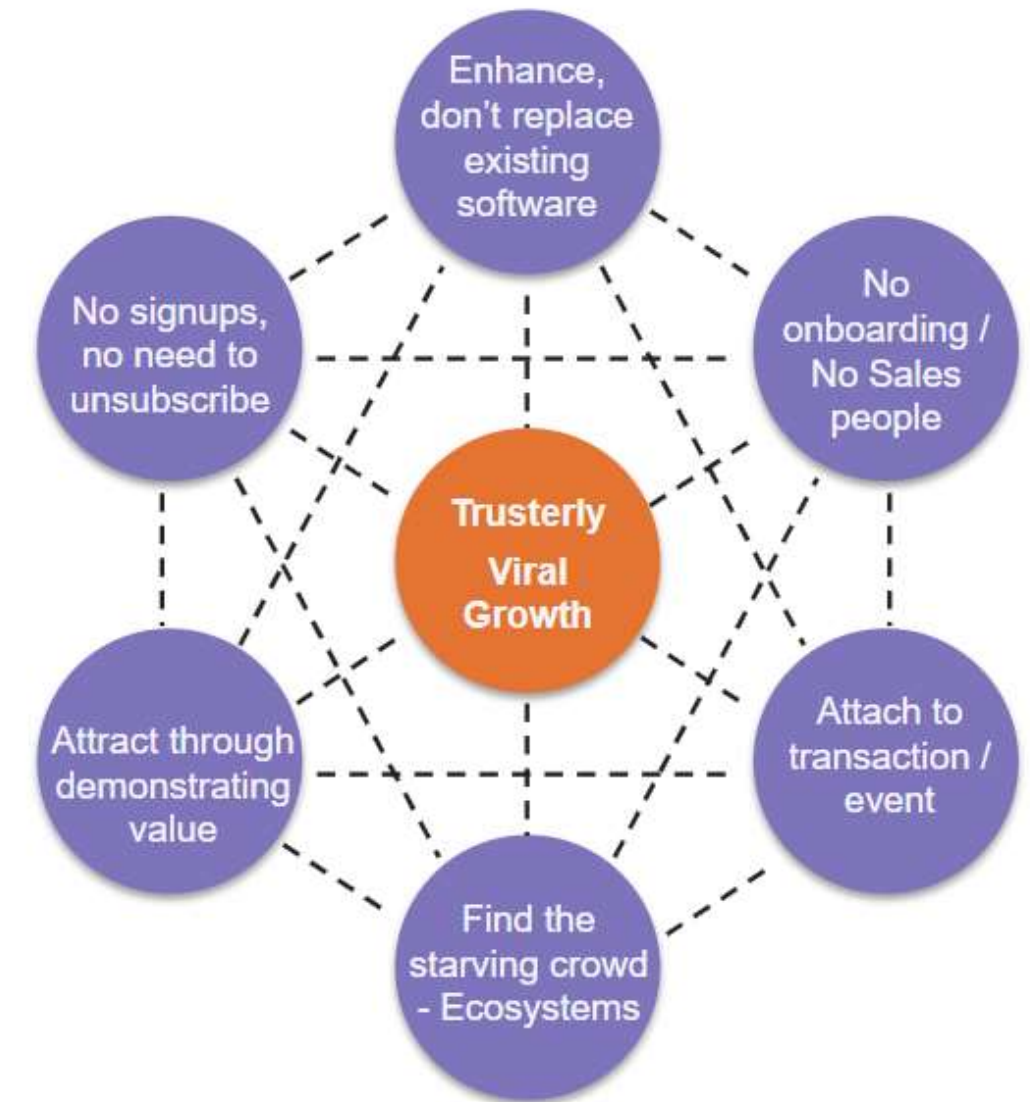 Enhance,
don't replace
existing
software
No signups,
no need to
unsubscribe
No
onboarding /
No Sales
people
Trusterly
Viral
Growth
Attract through
demonstrating
value
Attach to
transaction /
event
Find the
starving crowd
- Ecosystems